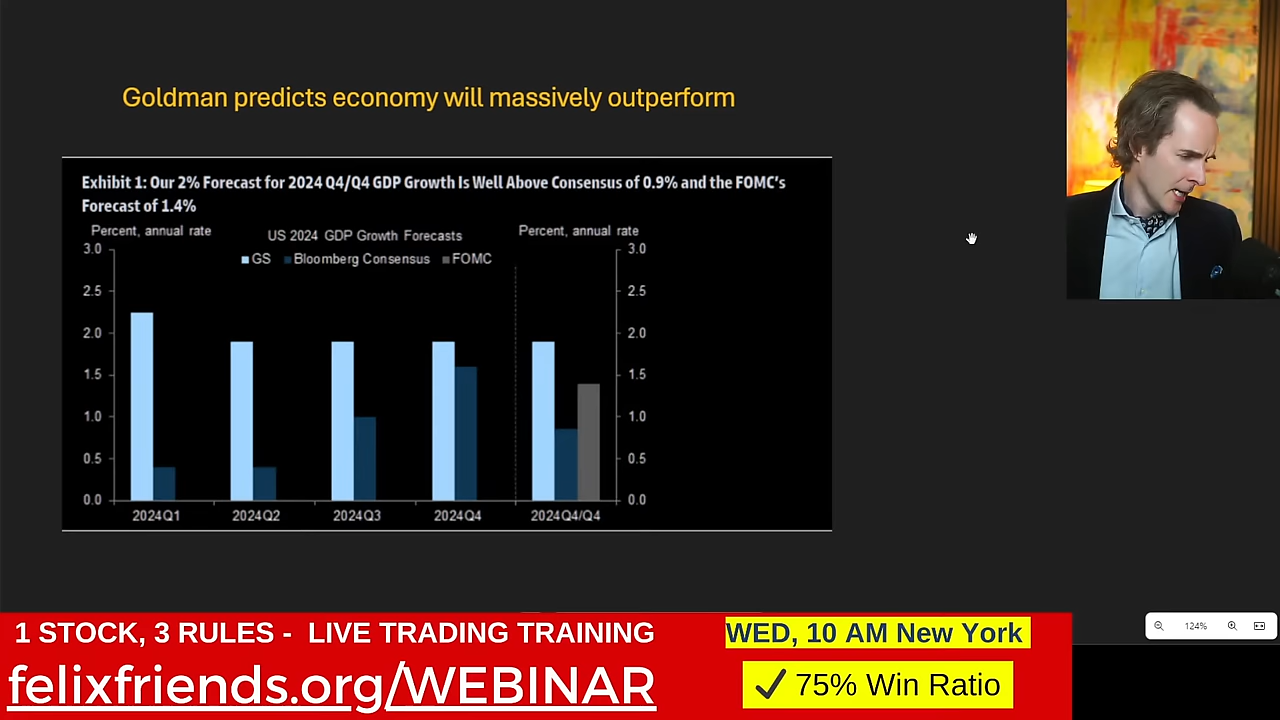 Goldman predicts economy will massively outperform
Exhibit 1: Our 2% Forecast for 2024 Q4/Q4 GDP Growth Is Well Above Consensus of 0.9% and the FOMC's
Forecast of 1.4%
Percent, annual rate
US 2024 GDP Growth Forecasts
Percent, annual rate
GS Bloomberg Consensus FOMC
3.0 3.0
2.5 2.5
2.0 2.0
1.5 1.5
1.0 1.0
0.5 0.5
0.0 0.0
2024Q1 2024Q2 2024Q3 2024Q4 2024Q4/Q4
124%
1 STOCK, 3 RULES - LIVE TRADING TRAINING
WED, 10 AM New York
felixfriends.org/WEBINAR
✓ 75% Win Ratio